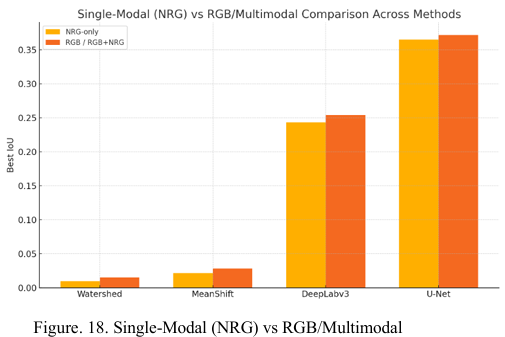 Single-Modal (NRG) vs RGB/Multimodal Comparison Across Methods
NRG-only
RGB / RGB+NRG
Best IoU
0.35
0.30
0.25
0.20
0.15
0.10
0.05
0.00
Watershed
MeanShift
DeepLabv3
U-Net
Figure. 18. Single-Modal (NRG) vs RGB/Multimodal